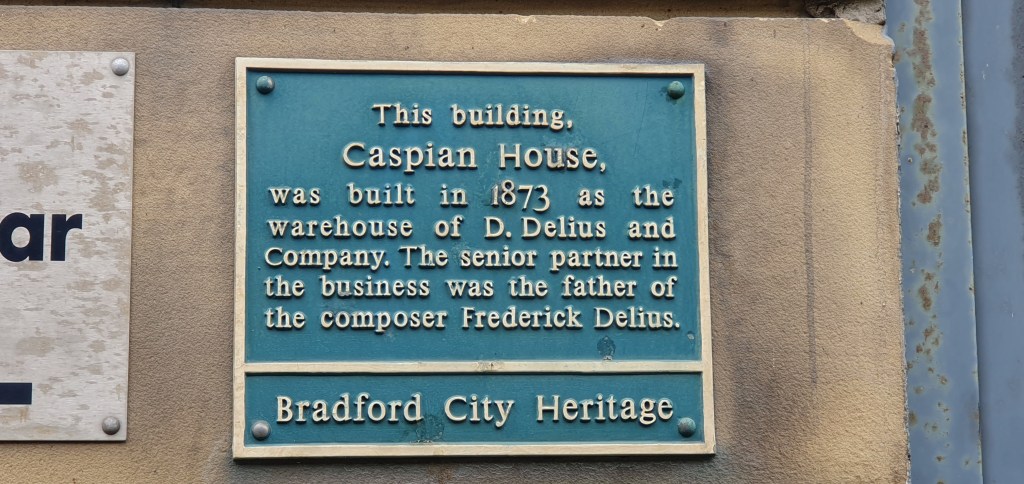 This building,
Caspian House,
was built in 1873 as the
warehouse of D. Delius and
Company. The senior partner in
the business was the father of
the composer Frederick Delius.
Bradford City Heritage
ar